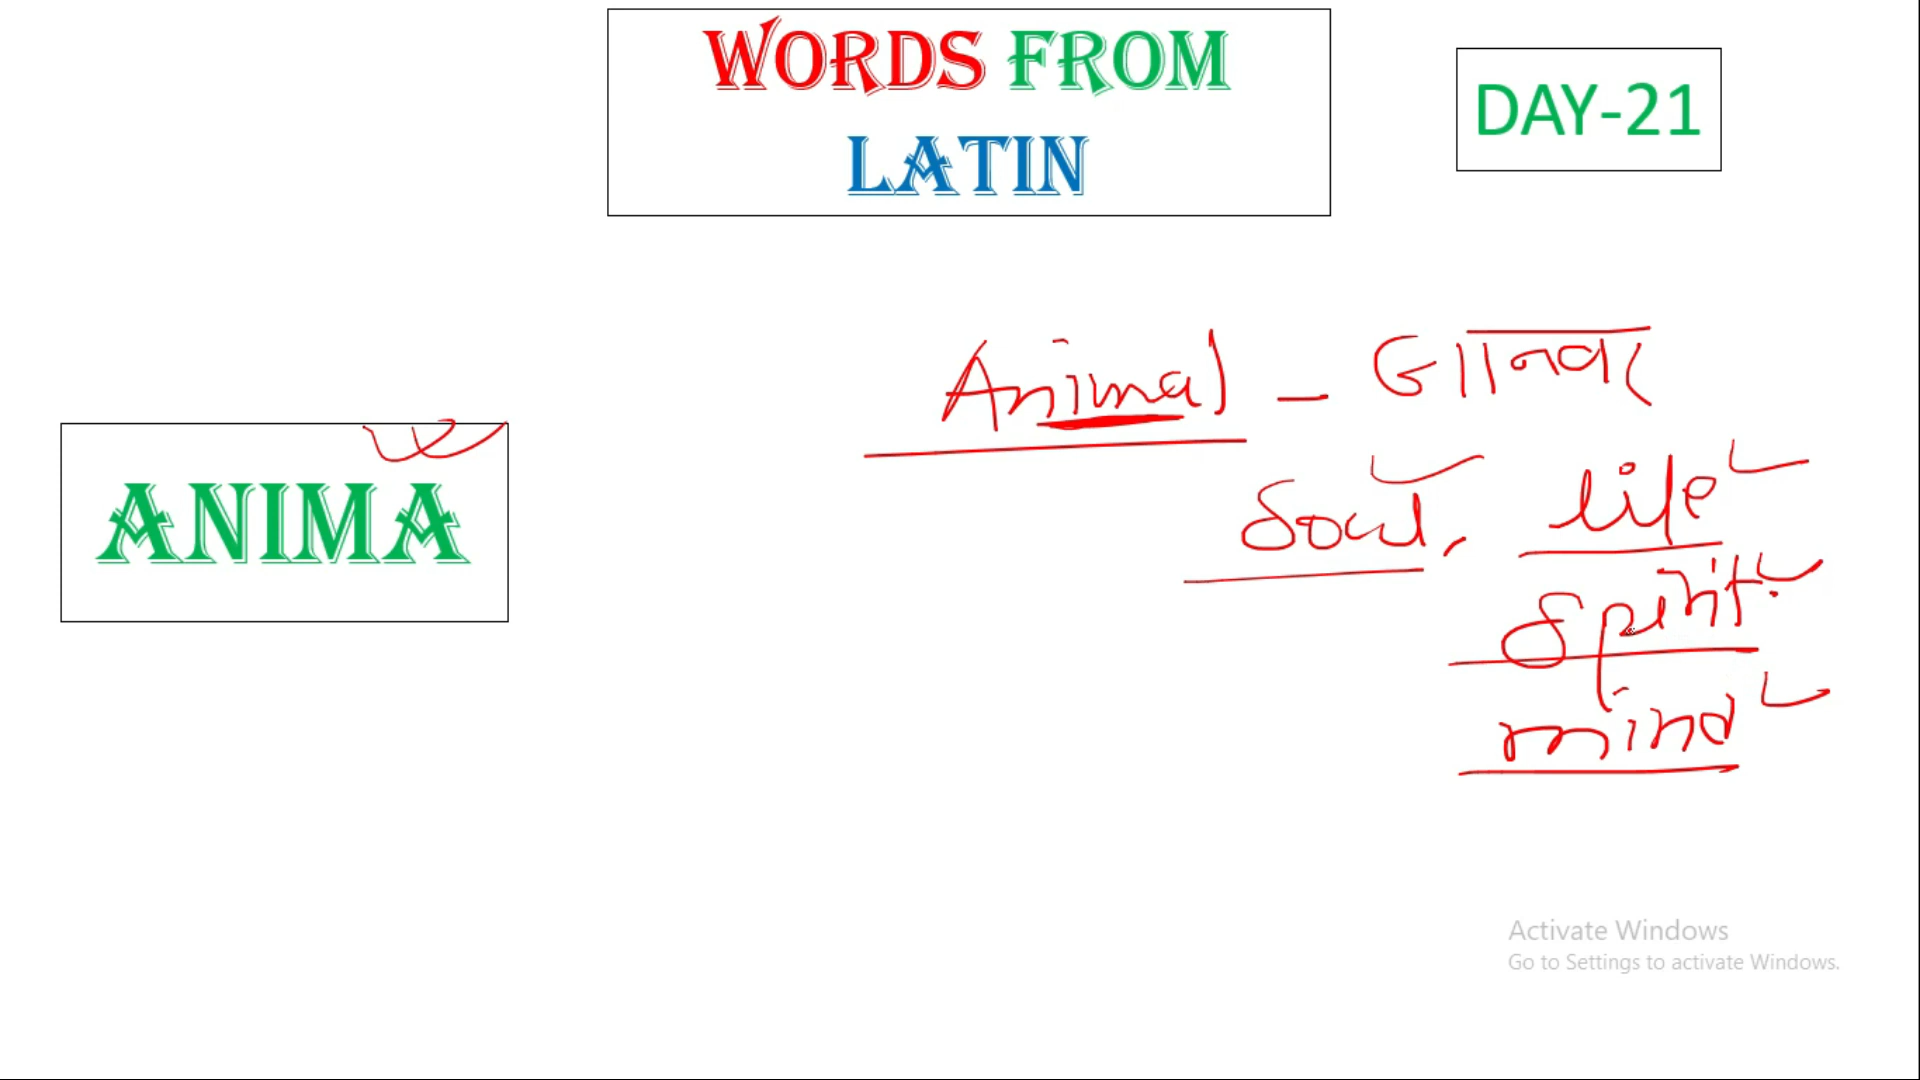 WORDS FROM
LATIN
DAY-21
Animal - जानवर
ANIMA
soul, life
spirit.
mind
Activate Windows
Go to Settings to activate Windows.